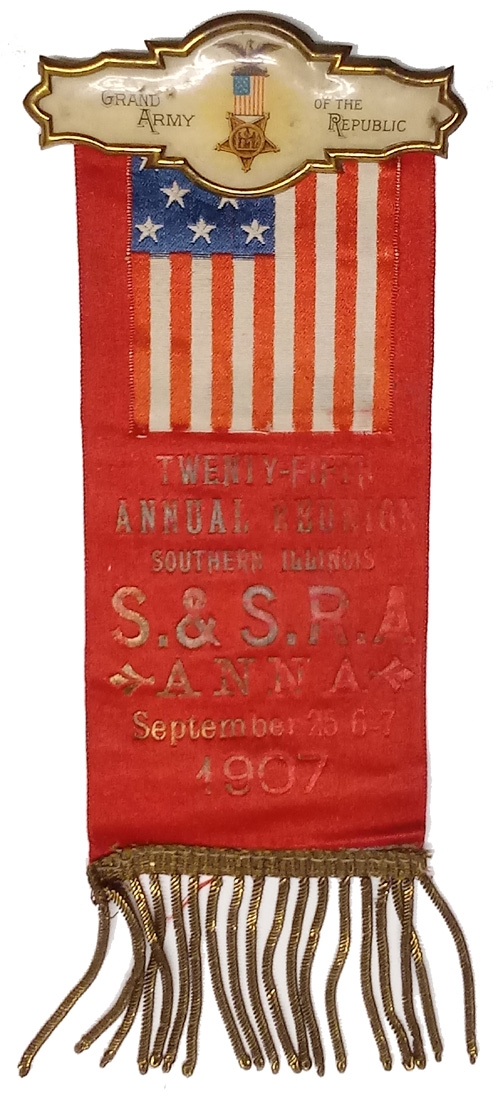 GRAND ARMY OF THE REPUBLIC
TWENTY-FIFTH
ANNUAL REUNION
SOUTHERN ILLINOIS
S. & S. R. A
ANNA
September 25 6-7
1907